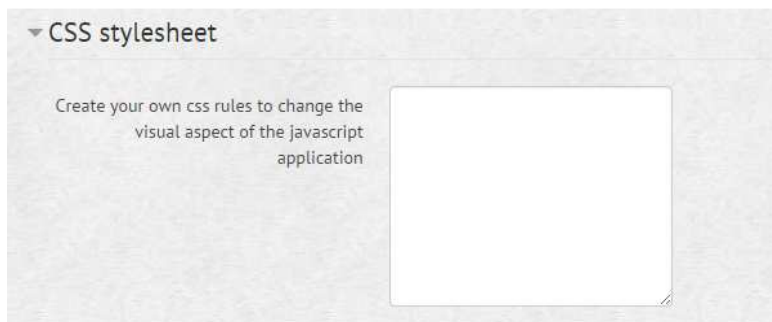 CSS stylesheet
Create your own css rules to change the
visual aspect of the javascript
application